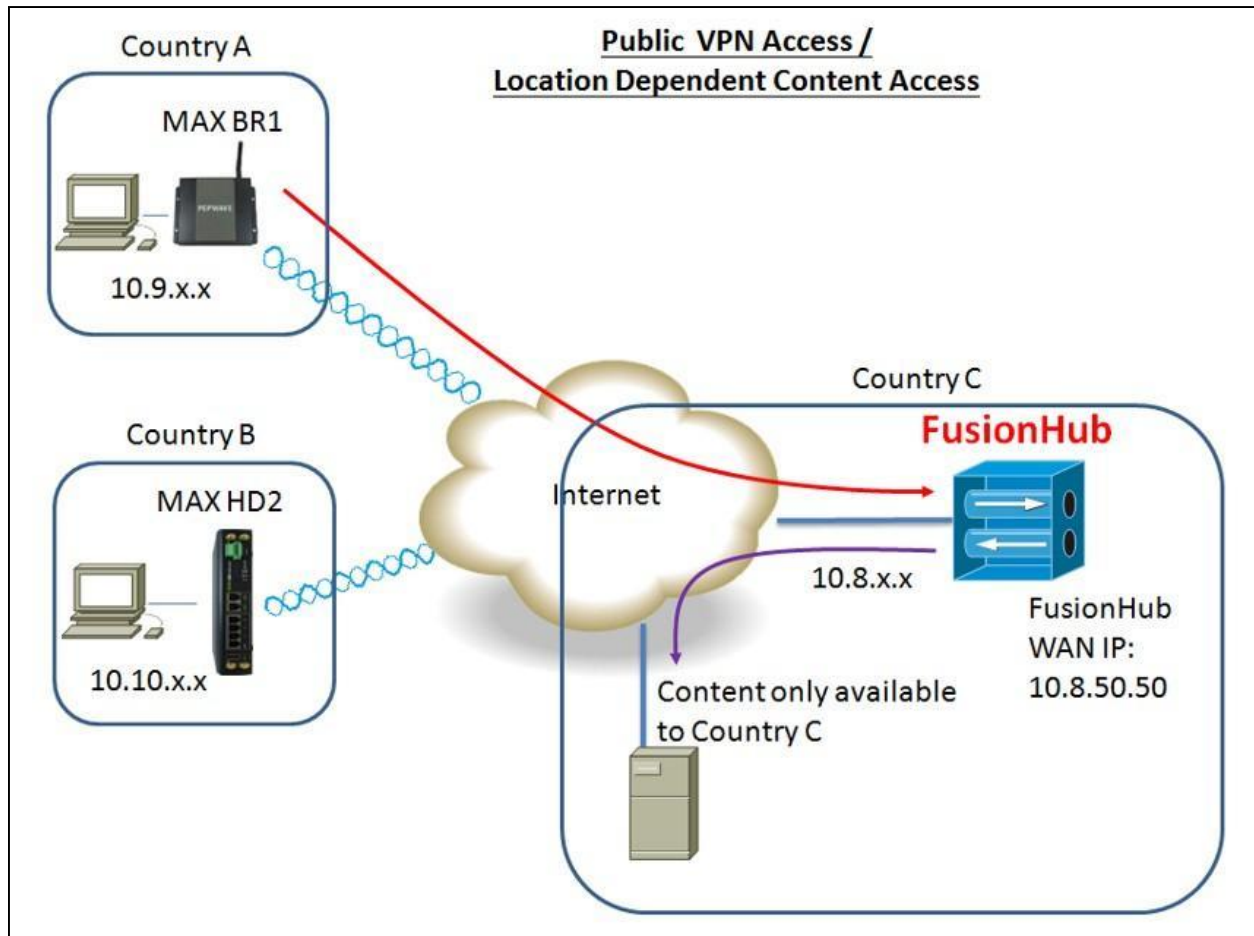 Public VPN Access /
Location Dependent Content Access
Country A
MAX BR1
PEPWAVE
10.9.x.x
Country B
MAX HD2
10.10.x.x
Internet
Country C
FusionHub
10.8.x.x
FusionHub
WAN IP:
10.8.50.50
Content only available
to Country C